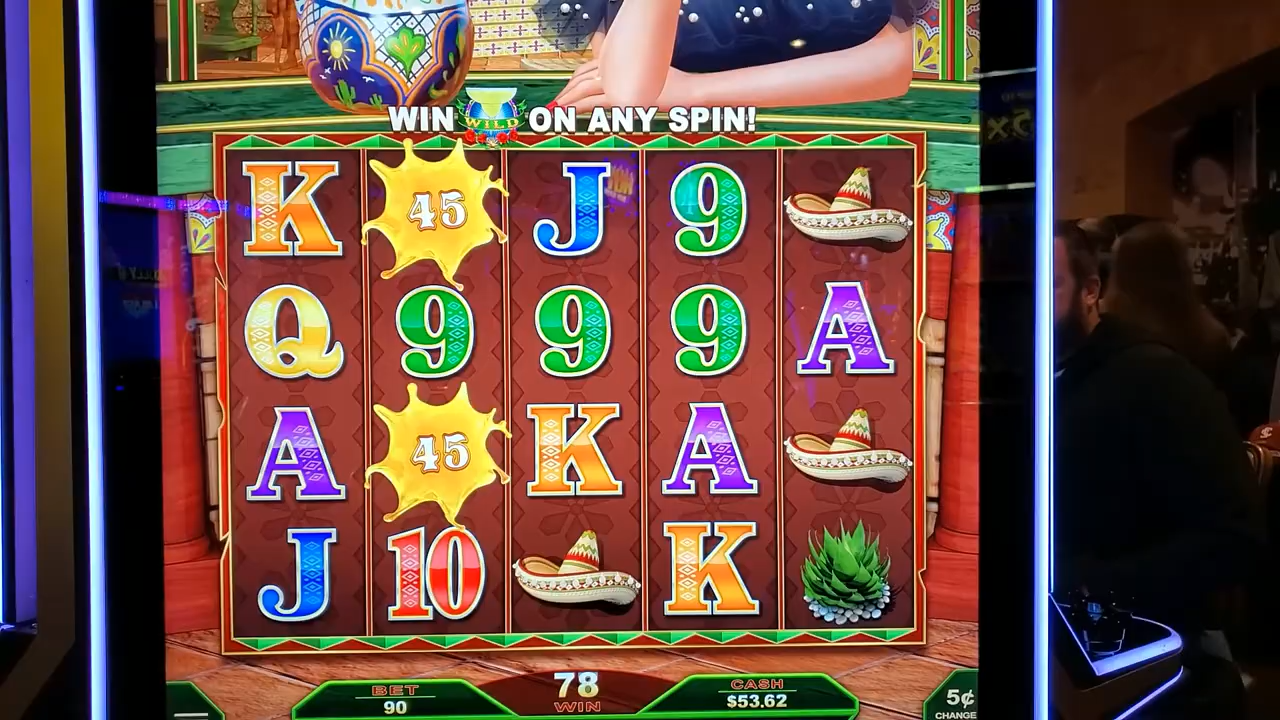 WIN WILD ON ANY SPIN!
K 45 J 9
Q 9 9 9 A
A 45 K A
J 10 K
BET 90
78 WIN
CASH $53.62
5¢ CHANGE
5x